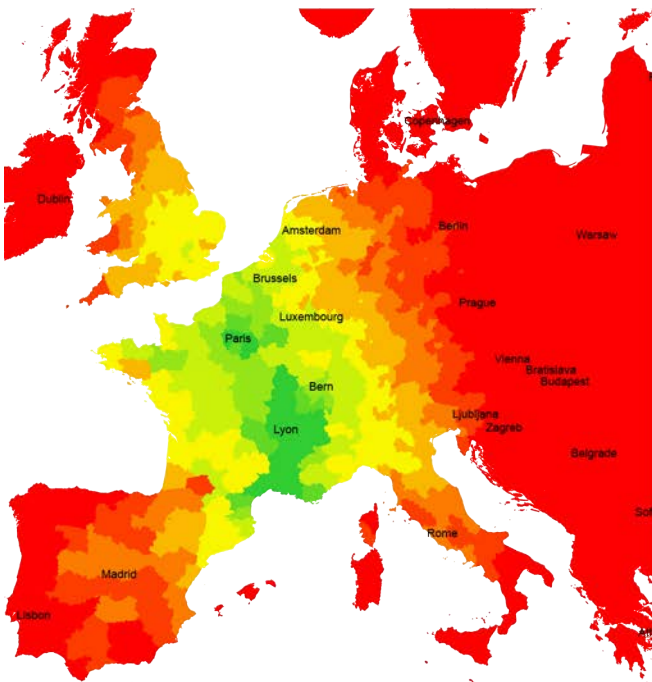 Copenhagen
Dublin
Amsterdam
Berlin
Warsaw
Brussels
Prague
Luxembourg
Paris
Vienna
Bratislava
Budapest
Bern
Ljubljana
Zagreb
Lyon
Belgrade
Sof
Rome
Madrid
Lisbon